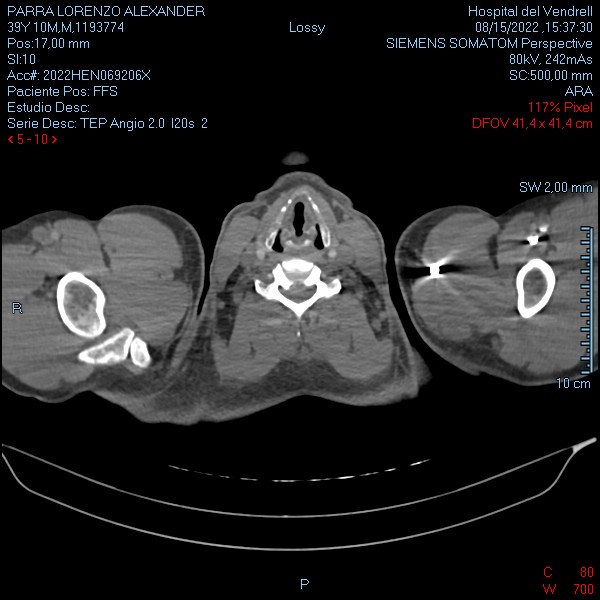 PARRA LORENZO ALEXANDER
39Y 10M,M,1193774
Pos:17,00 mm
SI:10
Acc#: 2022HEN069206X
Paciente Pos: FFS
Estudio Desc:
Serie Desc: TEP Angio 2.0 I20s 2
< 5 - 10 >
Lossy
Hospital del Vendrell
08/15/2022 ,15:37:30
SIEMENS SOMATOM Perspective
80kV, 242mAs
SC:500,00 mm
ARA
117% Pixel
DFOV 41,4 x 41,4 cm
SW 2,00 mm
R
10 cm
P
C 80
W 700